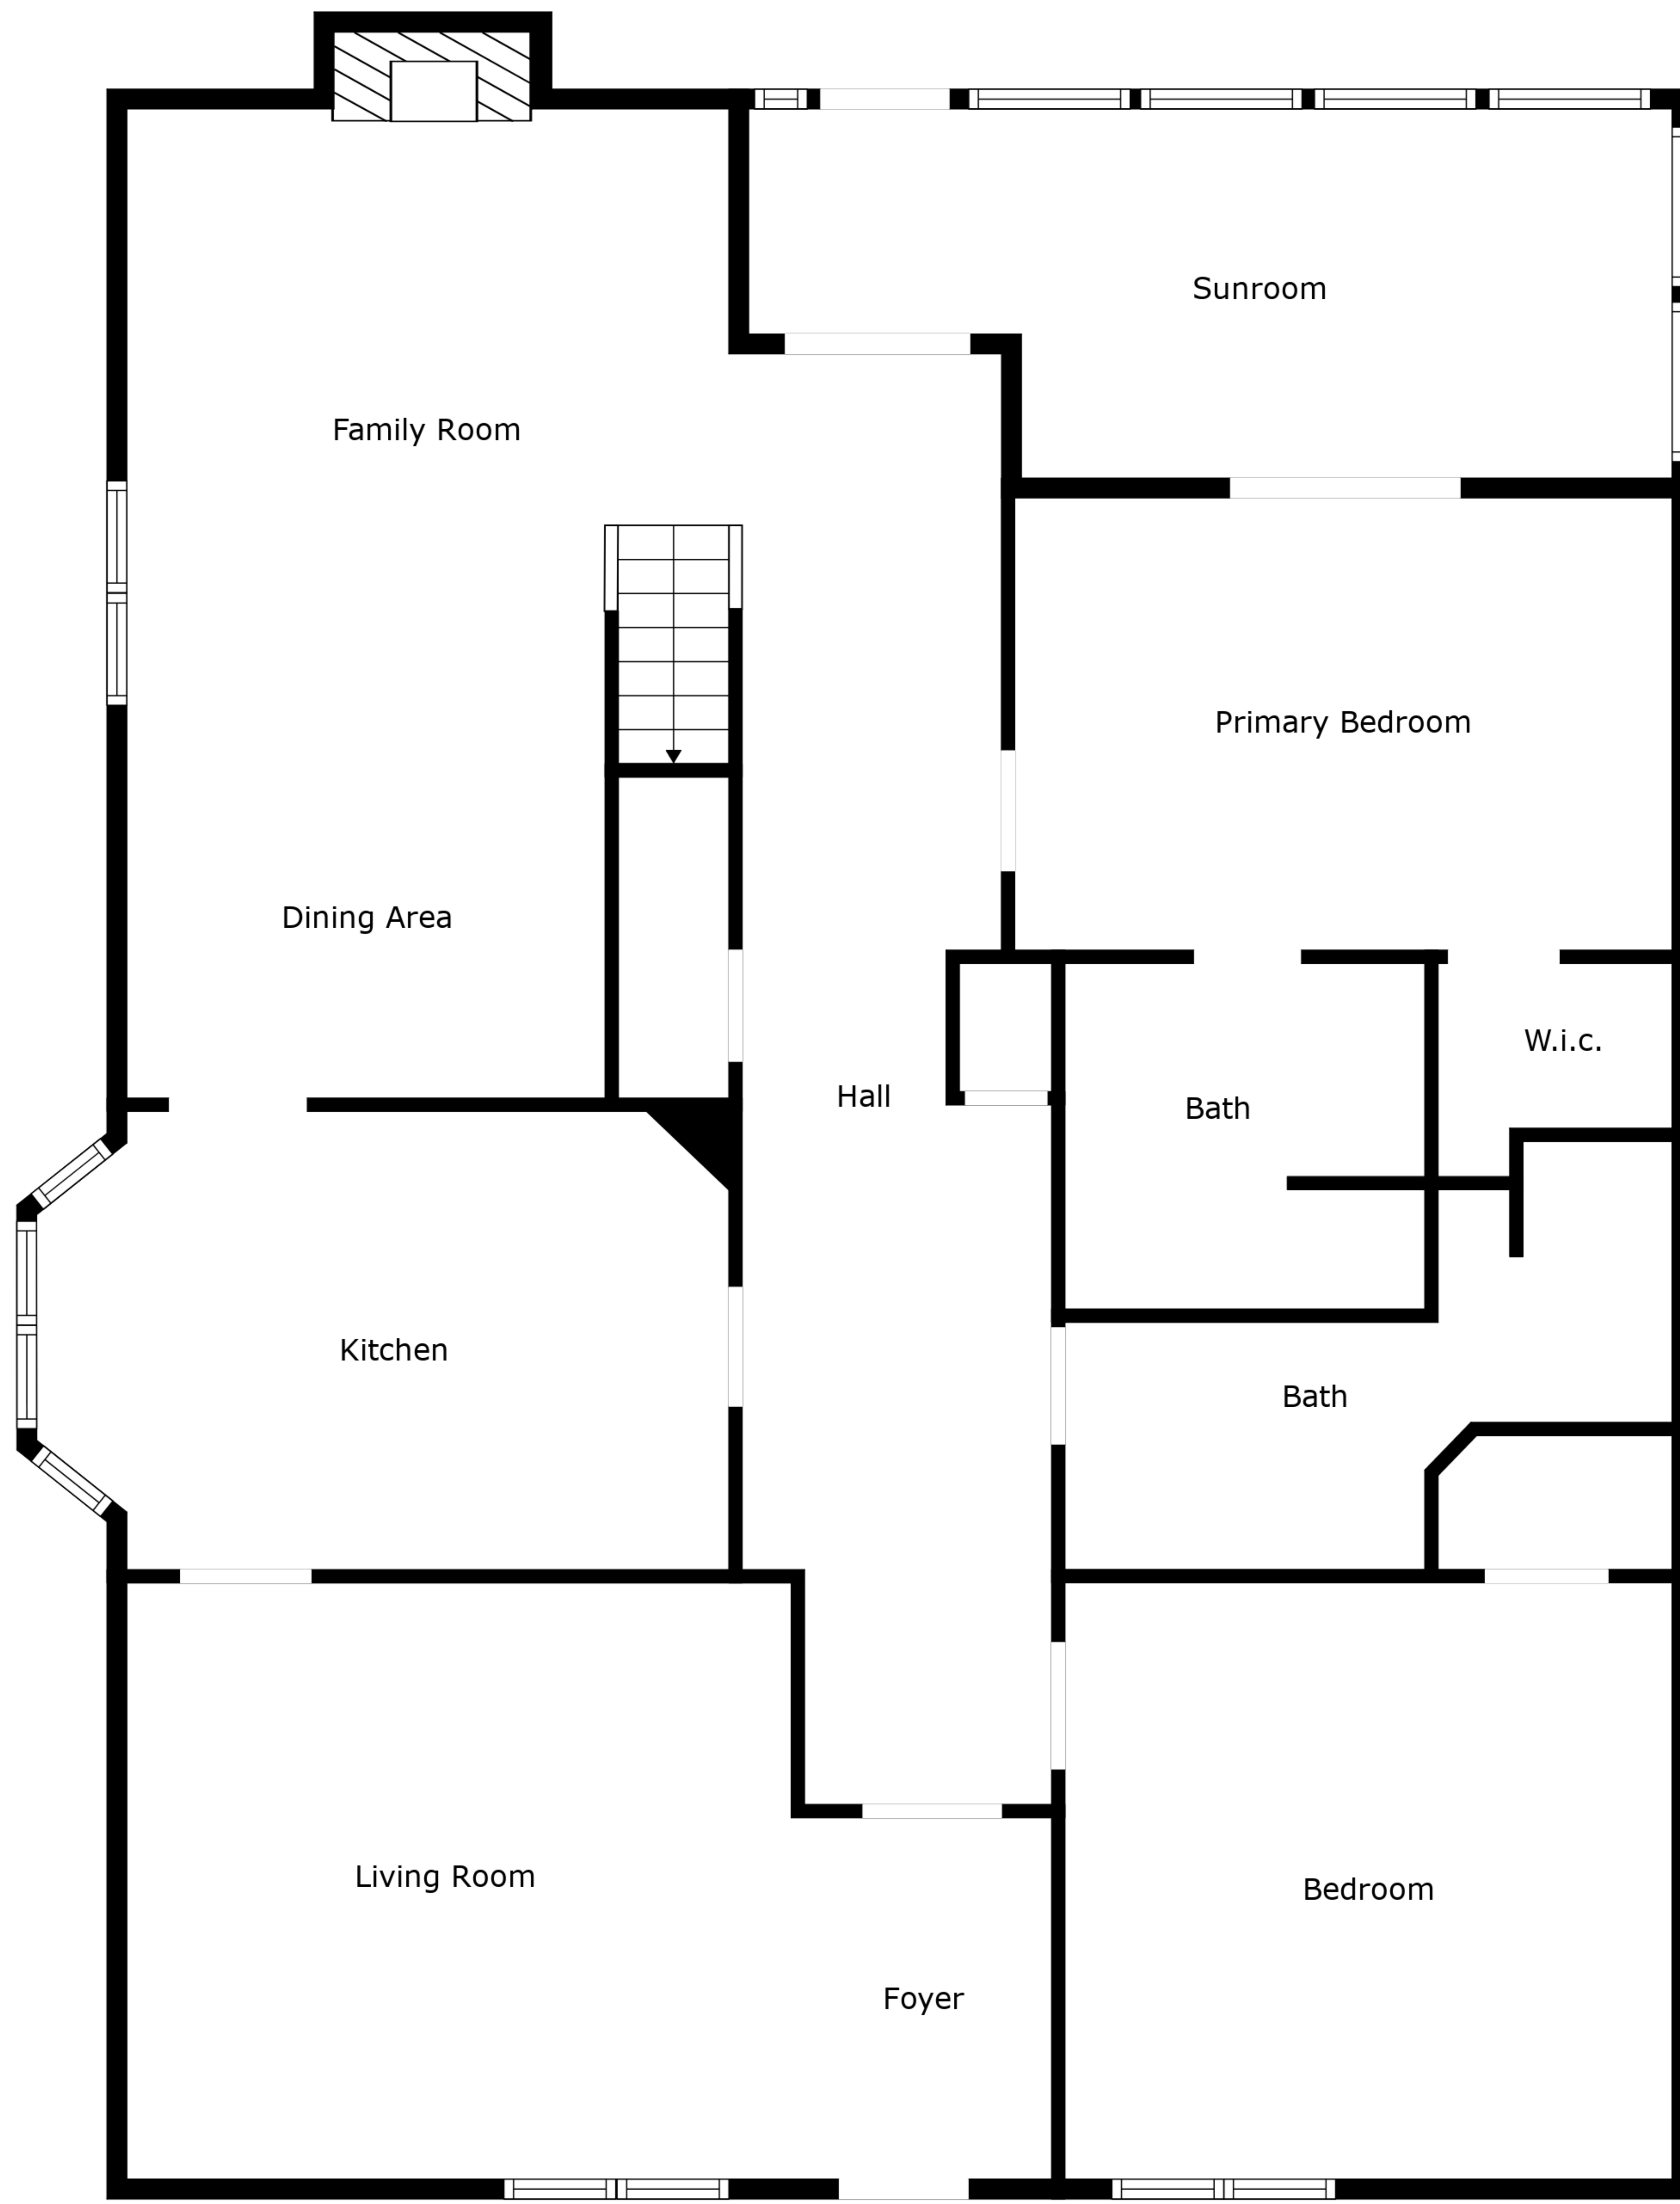 Sunroom
Family Room
Primary Bedroom
Dining Area
W.i.c.
Hall
Bath
Kitchen
Bath
Living Room
Bedroom
Foyer